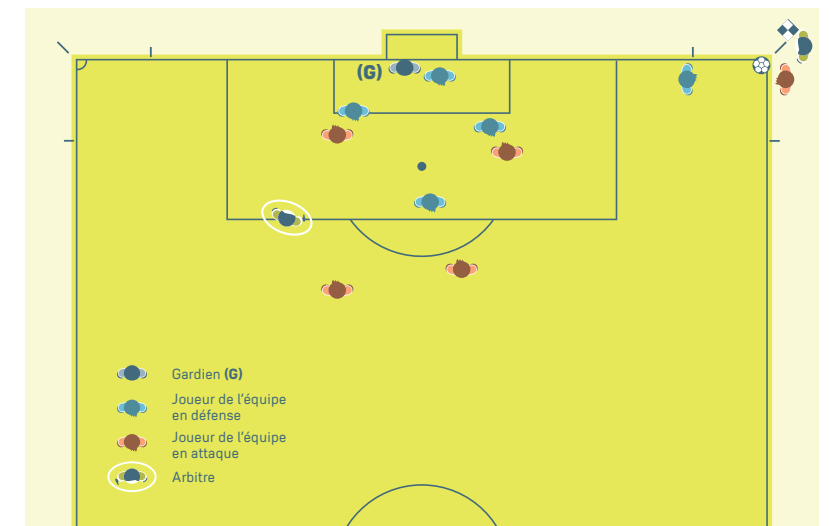 (G)
Gardien (G)
Joueur de l'équipe
en défense
Joueur de l'équipe
en attaque
Arbitre